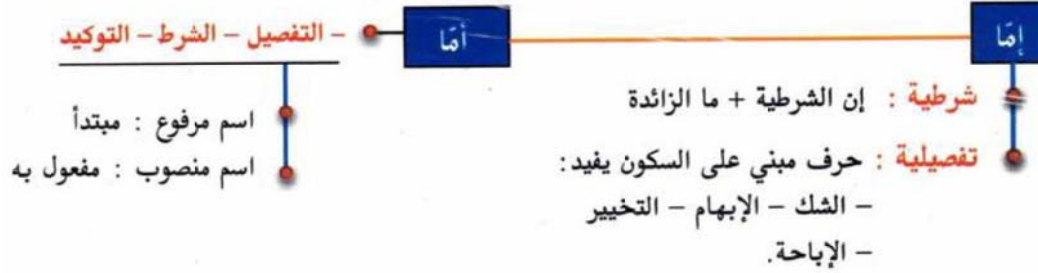 إمّا
شرطية : إن الشرطية + ما الزائدة
تفصيلية : حرف مبني على السكون يفيد:
– الشك – الإبهام – التخيير
– الإباحة.
أمّا
– التفصيل – الشرط – التوكيد
اسم مرفوع : مبتدأ
اسم منصوب : مفعول به